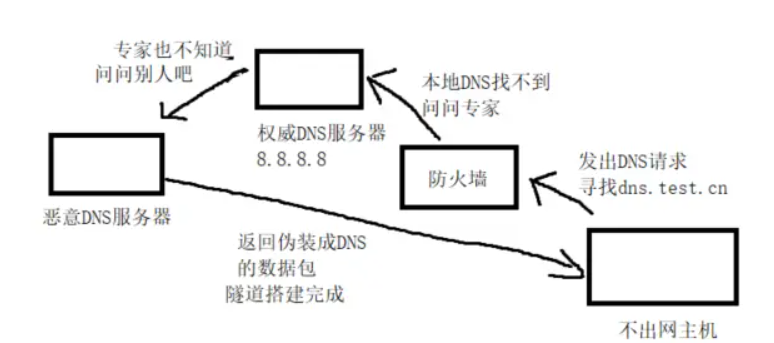 专家也不知道
问问别人吧
权威DNS服务器
8.8.8.8
本地DNS找不到
问问专家
防火墙
发出DNS请求
寻找dns.test.cn
恶意DNS服务器
返回伪装成DNS
的数据包
隧道搭建完成
不出网主机